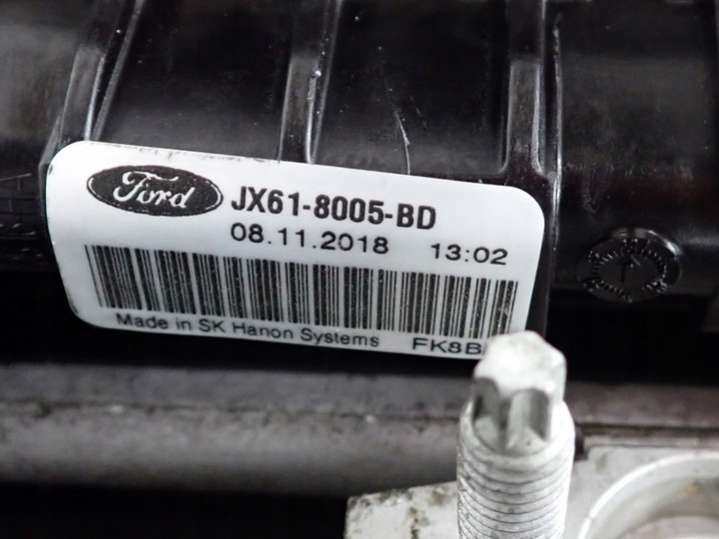 Ford JX61-8005-BD
08.11.2018 13:02
Made in SK Hanon Systems FK8B